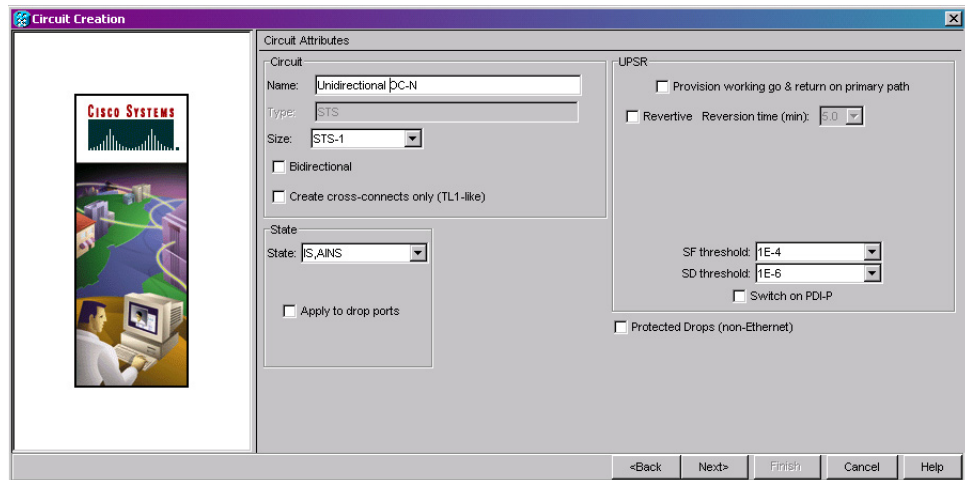 Circuit Creation
CISCO SYSTEMS
Circuit Attributes
Circuit
Name: Unidirectional OC-N
Type: STS
Size: STS-1
Bidirectional
Create cross-connects only (TL1-like)
State
State: IS,AINS
Apply to drop ports
UPSR
Provision working go & return on primary path
Revertive Reversion time (min): 5.0
SF threshold: 1E-4
SD threshold: 1E-6
Switch on PDI-P
Protected Drops (non-Ethernet)
<Back Next> Finish Cancel Help